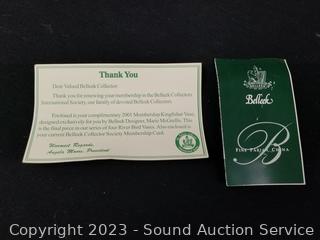 Thank You
Dear Valued Belleek Collector
Thank you for renewing your membership in the Belleek Collectors
International Society, our family of devoted Belleek Collectors.
Enclosed is your complimentary 2001 Membership Kingfisher Vase,
designed exclusively for you by Belleek Designer, Marie McGrellis. This
is the final piece in our series of four River Bird Vases. Also enclosed is
your current Belleek Collector Society Membership Card.
Warmest Regards,
Angela Moore, President
Belleek
B
FINE PARIAN CHINA
Copyright © 2023 - Sound Auction Service